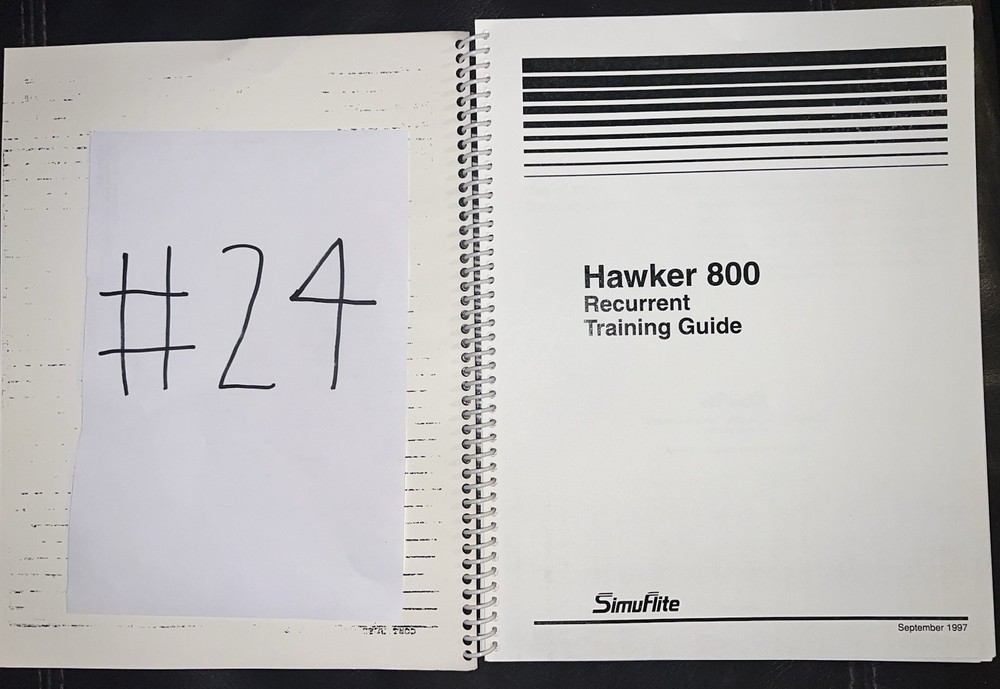 #24
Hawker 800
Recurrent
Training Guide
SimuFlite
September 1997